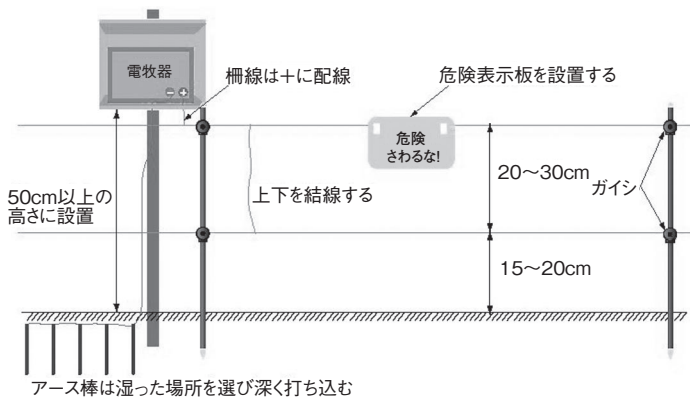 電牧器
⊖ ⊕
柵線は＋に配線
危険表示板を設置する
危険
さわるな!
50cm以上の
高さに設置
上下を結線する
20〜30cm
ガイシ
15〜20cm
アース棒は湿った場所を選び深く打ち込む